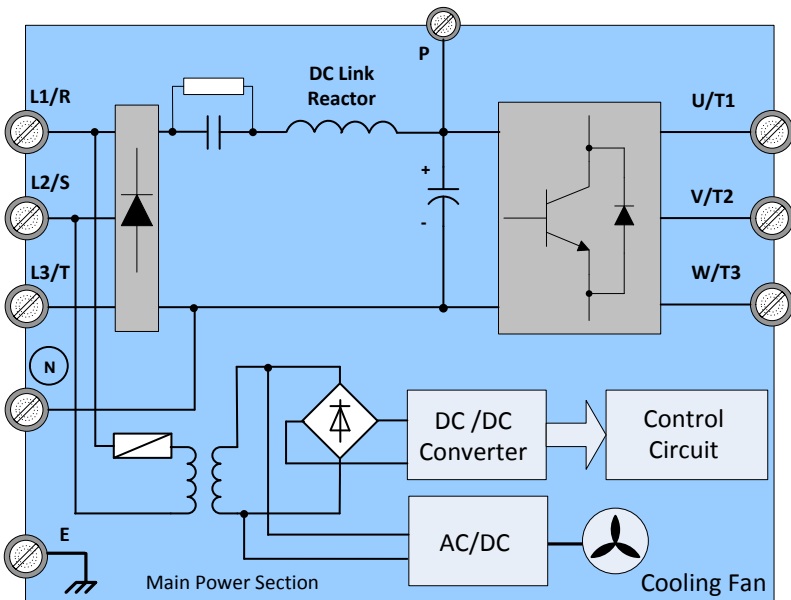 P
L1/R
DC Link
Reactor
U/T1
L2/S
+
-
V/T2
L3/T
W/T3
N
DC /DC
Converter
Control
Circuit
E
AC/DC
Main Power Section
Cooling Fan